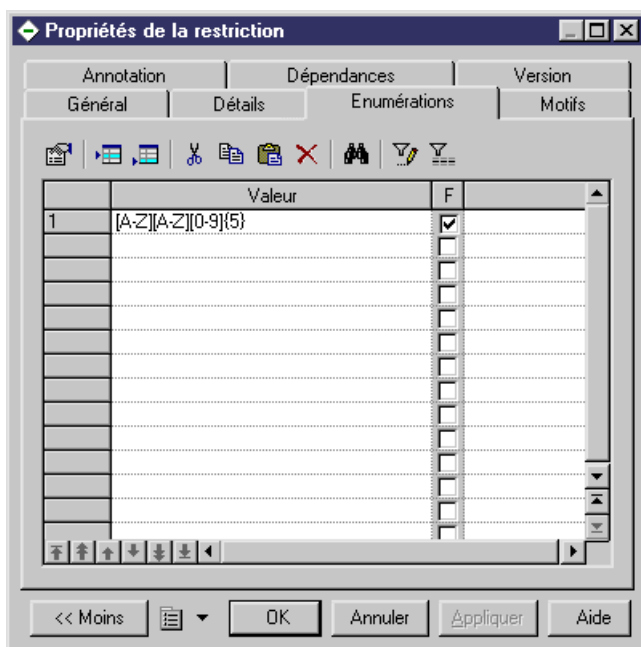 Propriétés de la restriction
Annotation Dépendances Version
Général Détails Enumérations Motifs
Valeur F
1 [A-Z][A-Z][0-9]{5}
<< Moins OK Annuler Appliquer Aide